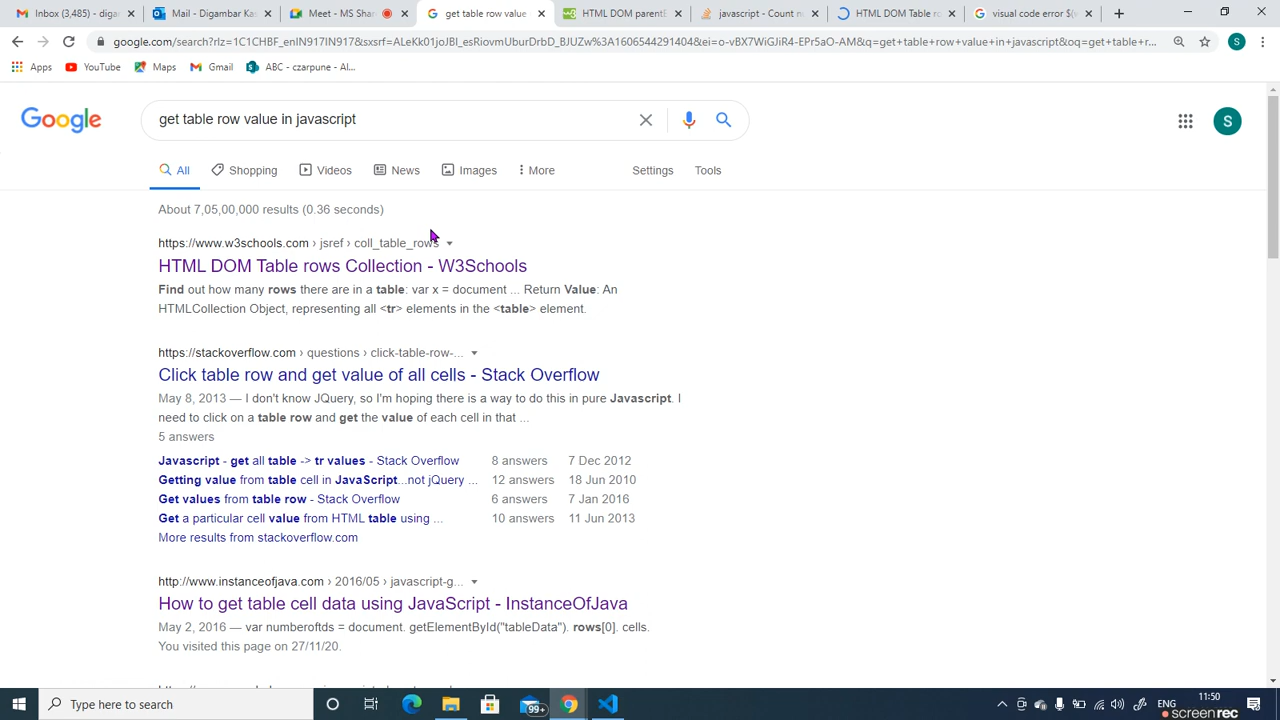 Inbox (3,485) - digam
Mail - Digambar Kas
Meet - MS Shar
get table row value
HTML DOM parentE
javascript - Count n
HTML DOM Table ro
visual code error $(
google.com/search?rlz=1C1CHBF_enIN917IN917&sxsrf=ALeKk01joJBl_esRiovmUburDrbD_BJUZw%3A1606544291404&ei=o-vBX7WiGJiR4-EPr5aO-AM&q=get+table+row+value+in+javascript&oq=get+table+r...
S
Apps YouTube Maps Gmail ABC - czarpune - Al...
Google
get table row value in javascript
S
All Shopping Videos News Images More Settings Tools
About 7,05,00,000 results (0.36 seconds)
https://www.w3schools.com › jsref › coll_table_rows
HTML DOM Table rows Collection - W3Schools
Find out how many rows there are in a table: var x = document ... Return Value: An
HTMLCollection Object, representing all <tr> elements in the <table> element.
https://stackoverflow.com › questions › click-table-row-...
Click table row and get value of all cells - Stack Overflow
May 8, 2013 — I don't know JQuery, so I'm hoping there is a way to do this in pure Javascript. I
need to click on a table row and get the value of each cell in that ...
5 answers
Javascript - get all table -> tr values - Stack Overflow 8 answers 7 Dec 2012
Getting value from table cell in JavaScript...not jQuery ... 12 answers 18 Jun 2010
Get values from table row - Stack Overflow 6 answers 7 Jan 2016
Get a particular cell value from HTML table using ... 10 answers 11 Jun 2013
More results from stackoverflow.com
http://www.instanceofjava.com › 2016/05 › javascript-g...
How to get table cell data using JavaScript - InstanceOfJava
May 2, 2016 — var numberoftds = document. getElementById("tableData"). rows[0]. cells.
You visited this page on 27/11/20.
Type here to search
99+
ENG
11:50
screenrec